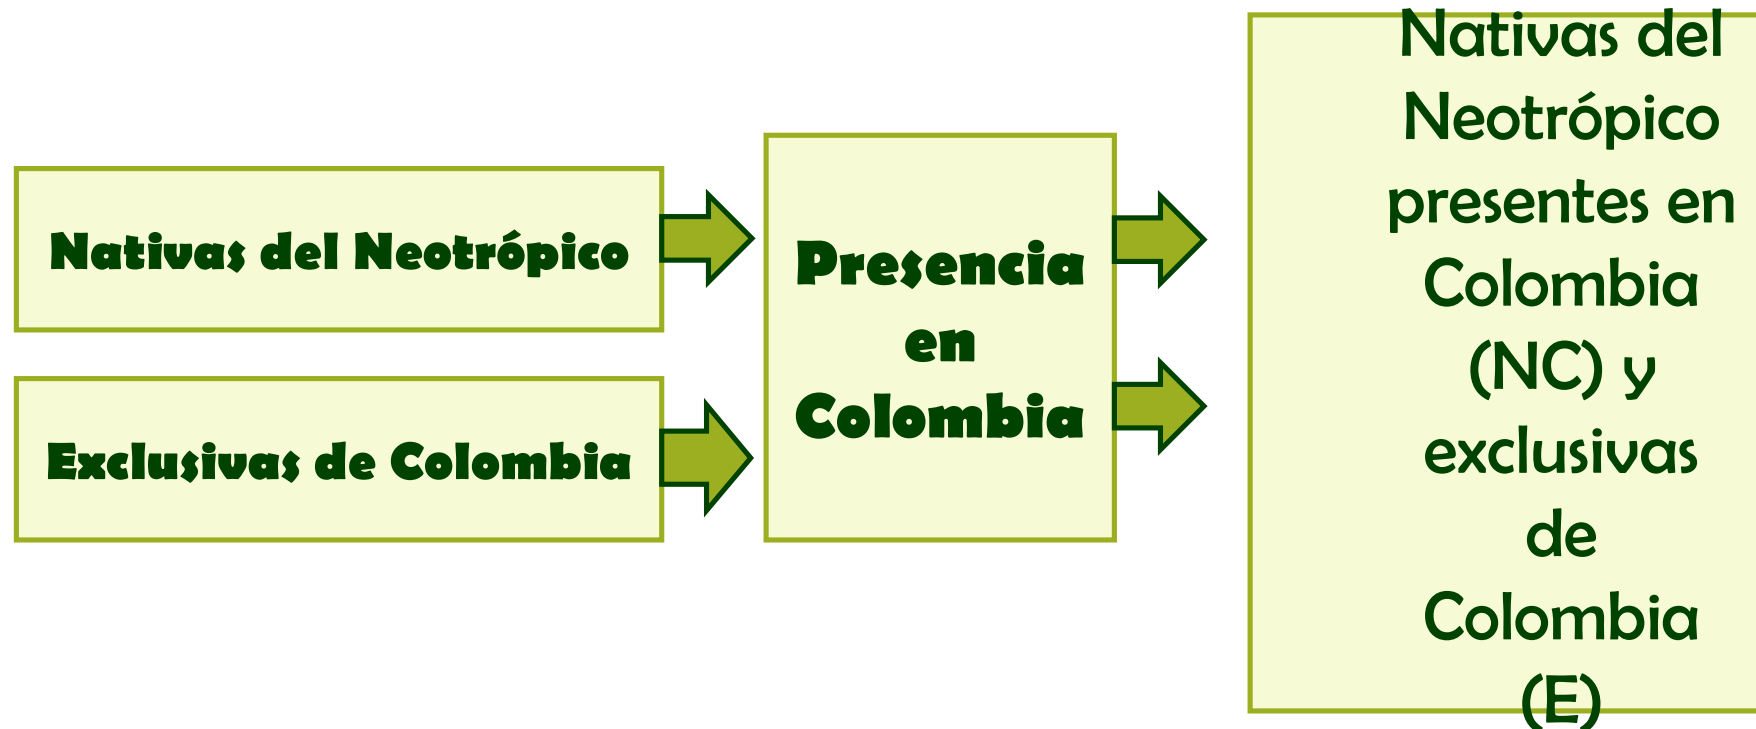 Nativas del Neotrópico
Exclusivas de Colombia
Presencia
en
Colombia
Nativas del
Neotrópico
presentes en
Colombia
(NC) y
exclusivas
de
Colombia
(E)